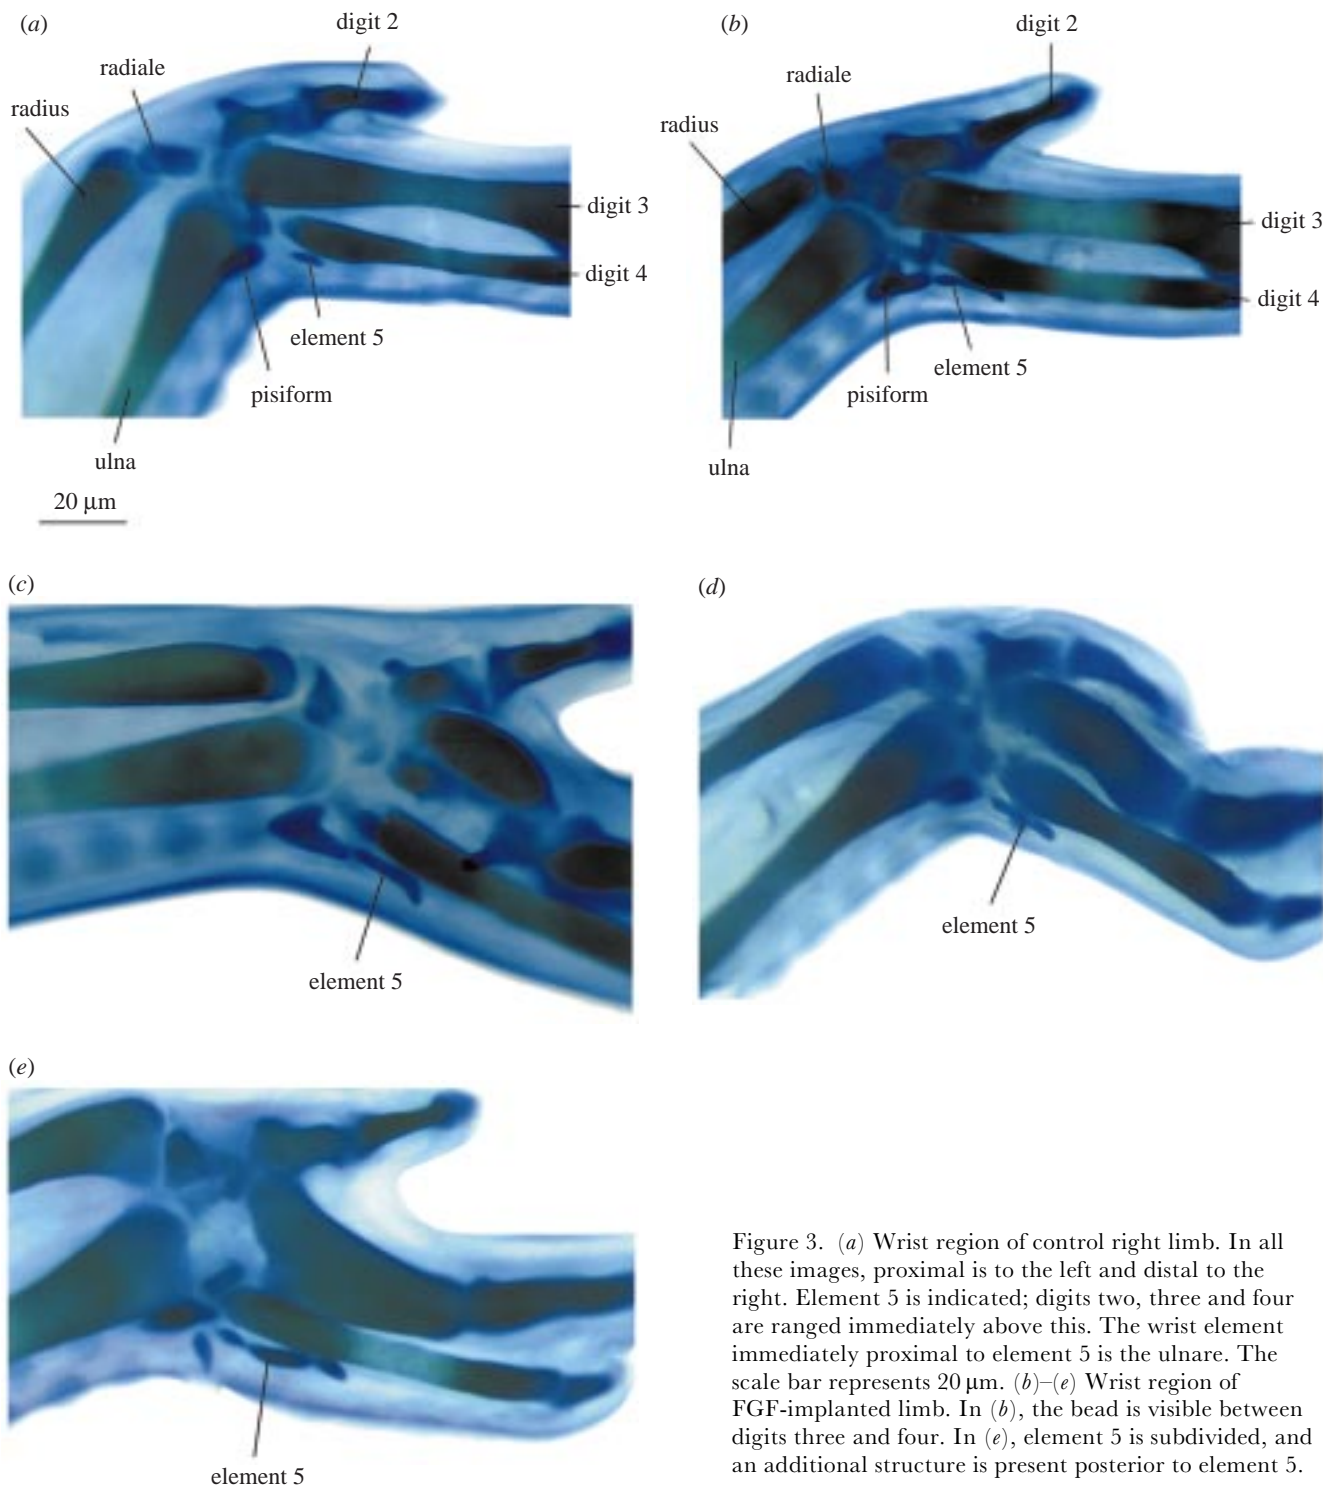 (a)
digit 2
radiale
radius
digit 3
digit 4
element 5
pisiform
ulna
20 µm
(b)
digit 2
radiale
radius
digit 3
digit 4
element 5
pisiform
ulna
(c)
element 5
(d)
element 5
(e)
element 5
Figure 3. (a) Wrist region of control right limb. In all
these images, proximal is to the left and distal to the
right. Element 5 is indicated; digits two, three and four
are ranged immediately above this. The wrist element
immediately proximal to element 5 is the ulnare. The
scale bar represents 20 µm. (b)–(e) Wrist region of
FGF-implanted limb. In (b), the bead is visible between
digits three and four. In (e), element 5 is subdivided, and
an additional structure is present posterior to element 5.